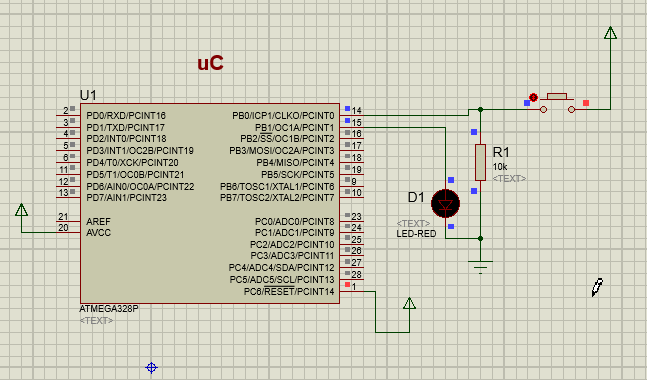 uC
U1
2 PD0/RXD/PCINT16 PB0/ICP1/CLKO/PCINT0 14
3 PD1/TXD/PCINT17 PB1/OC1A/PCINT1 15
4 PD2/INT0/PCINT18 PB2/SS/OC1B/PCINT2 16
5 PD3/INT1/OC2B/PCINT19 PB3/MOSI/OC2A/PCINT3 17
6 PD4/T0/XCK/PCINT20 PB4/MISO/PCINT4 18
11 PD5/T1/OC0B/PCINT21 PB5/SCK/PCINT5 19
12 PD6/AIN0/OC0A/PCINT22 PB6/TOSC1/XTAL1/PCINT6 9
13 PD7/AIN1/PCINT23 PB7/TOSC2/XTAL2/PCINT7 10
21 AREF PC0/ADC0/PCINT8 23
20 AVCC PC1/ADC1/PCINT9 24
PC2/ADC2/PCINT10 25
PC3/ADC3/PCINT11 26
PC4/ADC4/SDA/PCINT12 27
PC5/ADC5/SCL/PCINT13 28
PC6/RESET/PCINT14 1
ATMEGA328P
<TEXT>
R1
10k
<TEXT>
D1
<TEXT>
LED-RED